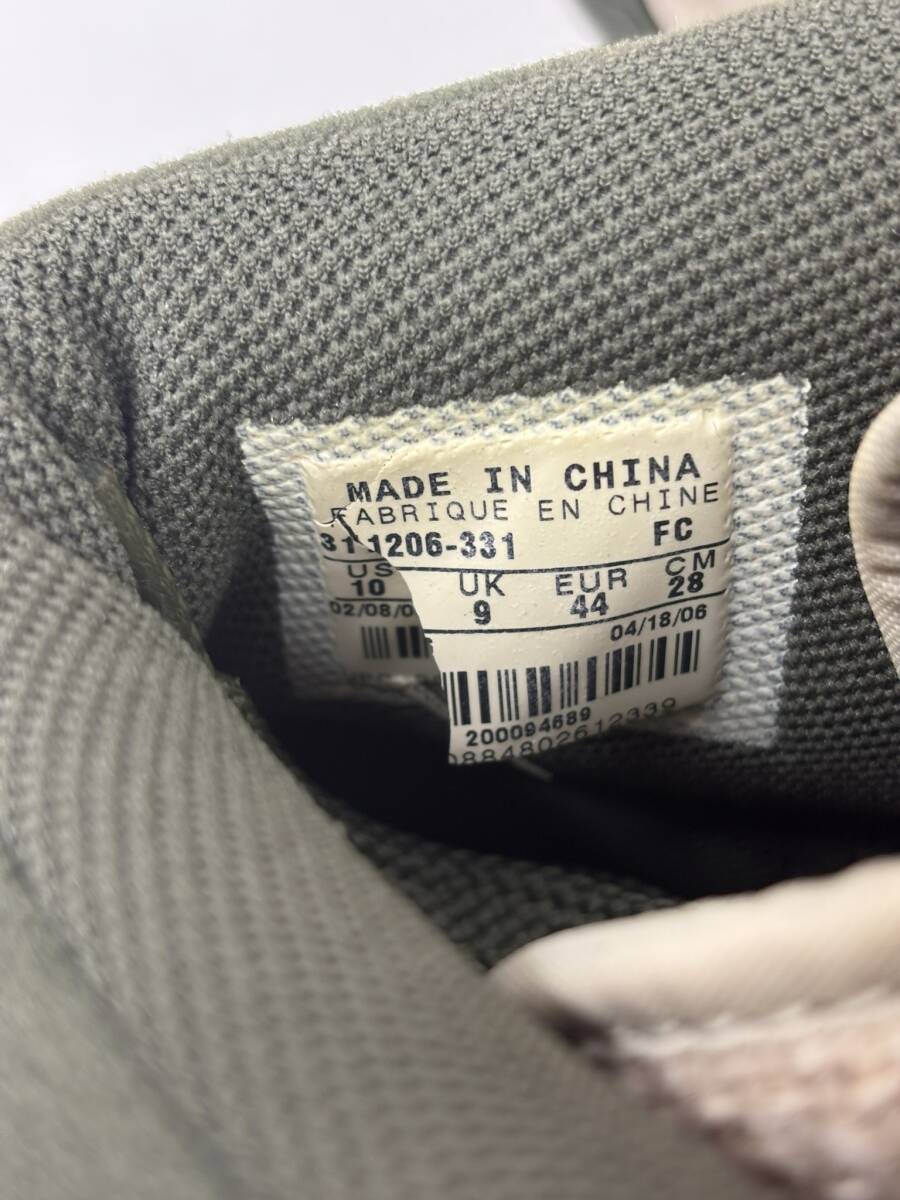 MADE IN CHINA
FABRIQUE EN CHINE
311206-331 FC
US UK EUR CM
10 9 44 28
02/08/0 04/18/06
200094689
0884802612339